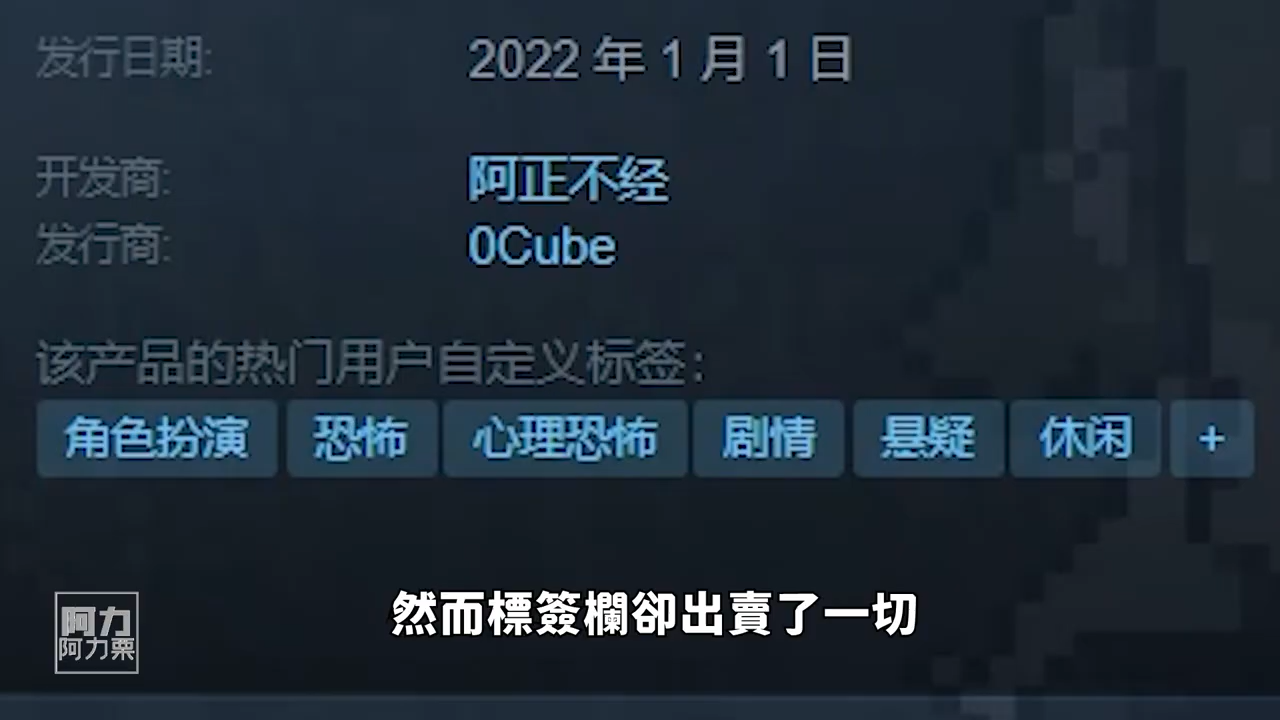 发行日期: 2022 年 1 月 1 日
开发商: 阿正不经
发行商: 0Cube
该产品的热门用户自定义标签:
角色扮演 恐怖 心理恐怖 剧情 悬疑 休闲 +
然而標簽欄卻出賣了一切
阿力
阿力栗